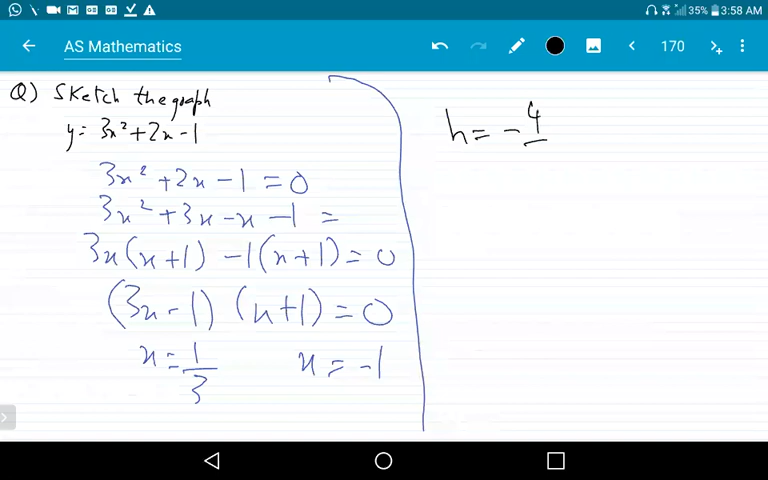 35% 3:58 AM
AS Mathematics
170
Q) Sketch the graph
y = 3x² + 2x - 1
3x² + 2x - 1 = 0
3x² + 3x - x - 1 =
3x(x+1) - 1(x+1) = 0
(3x - 1) (x+1) = 0
x = 1/3 x = -1
h = - 4